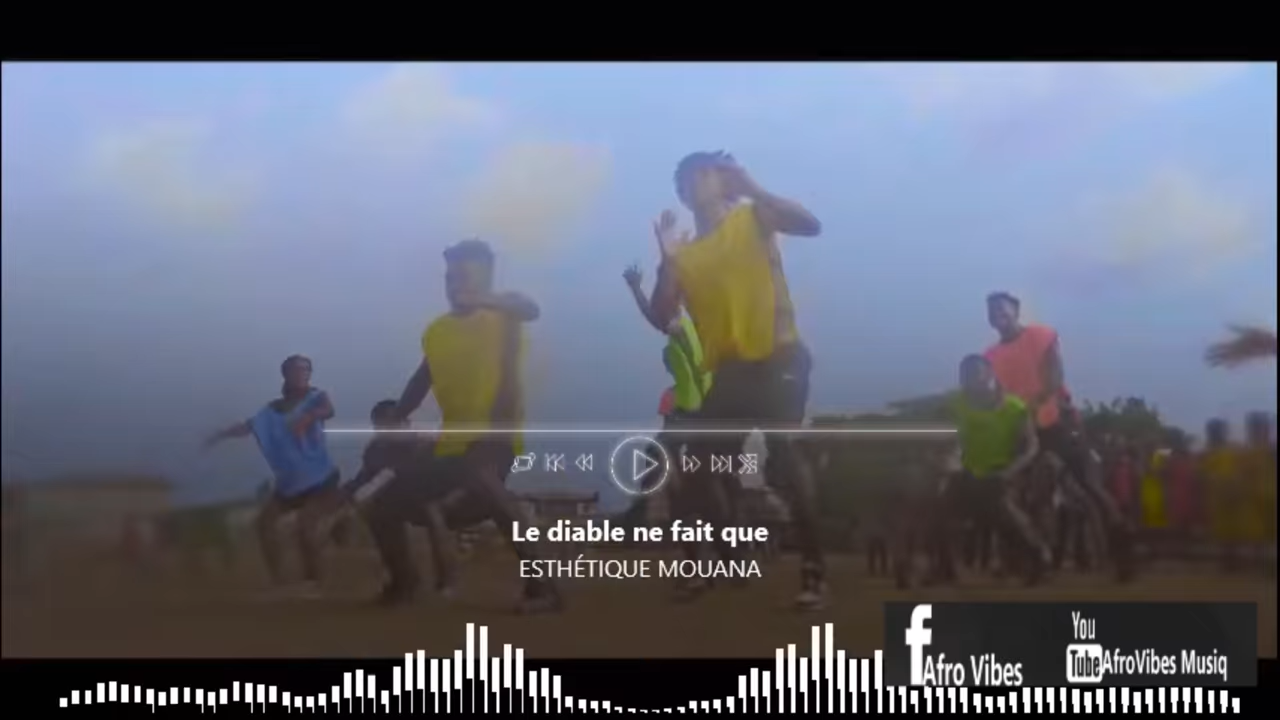 Le diable ne fait que
ESTHÉTIQUE MOUANA
f
Afro Vibes
You
Tube
AfroVibes Musiq